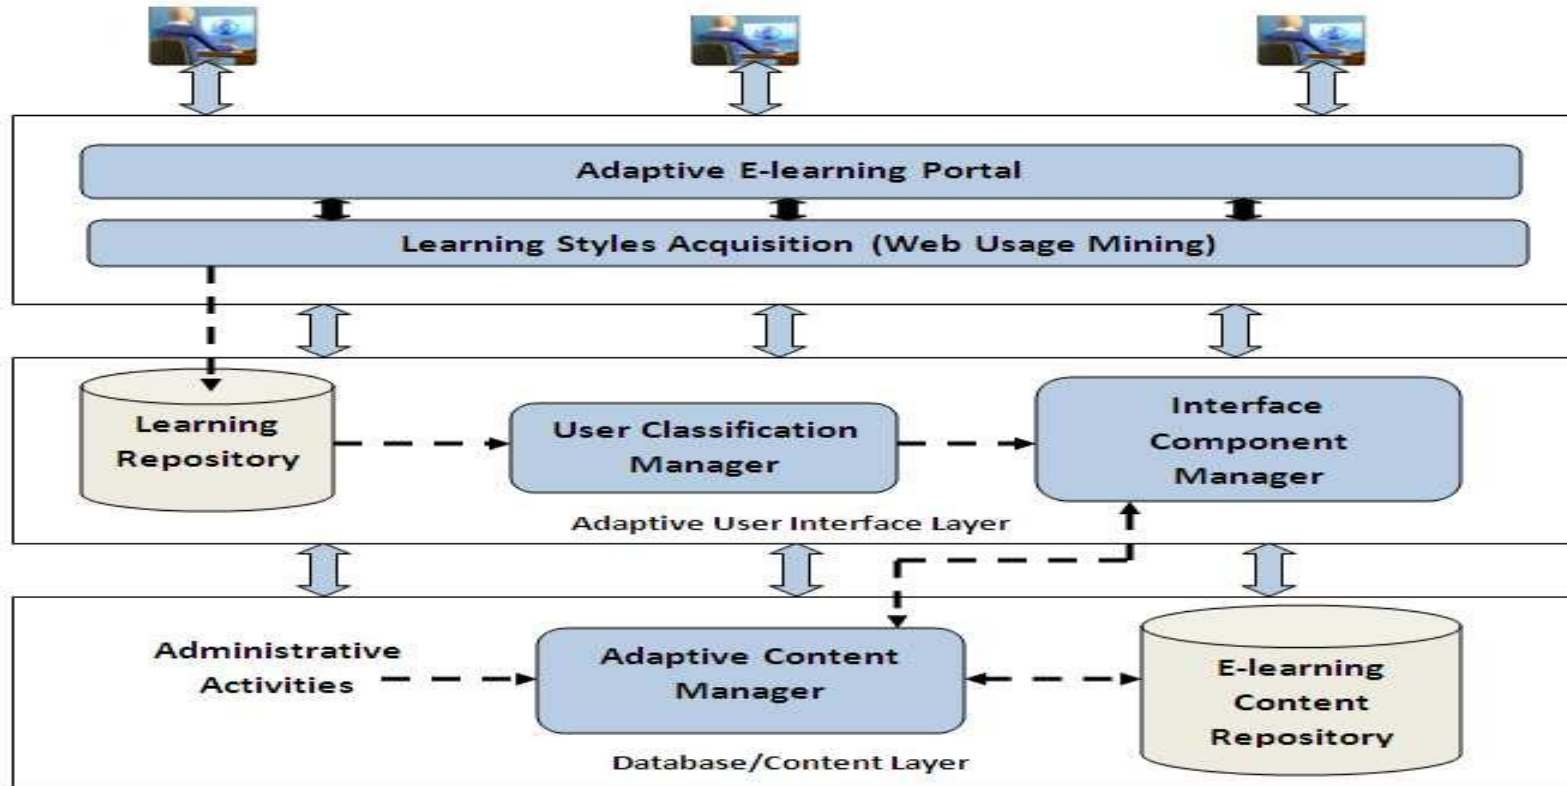 Adaptive E-learning Portal
Learning Styles Acquisition (Web Usage Mining)
Learning
Repository
User Classification
Manager
Interface
Component
Manager
Adaptive User Interface Layer
Administrative
Activities
Adaptive Content
Manager
E-learning
Content
Repository
Database/Content Layer